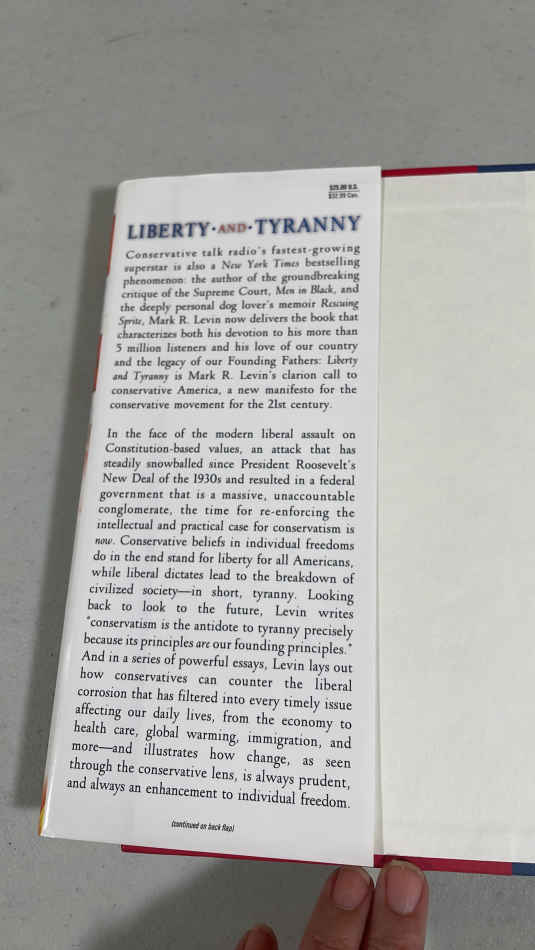 $25.00 U.S.
$32.99 Can.
LIBERTY·AND·TYRANNY
Conservative talk radio's fastest-growing
superstar is also a New York Times bestselling
phenomenon: the author of the groundbreaking
critique of the Supreme Court, Men in Black, and
the deeply personal dog lover's memoir Rescuing
Sprite, Mark R. Levin now delivers the book that
characterizes both his devotion to his more than
5 million listeners and his love of our country
and the legacy of our Founding Fathers: Liberty
and Tyranny is Mark R. Levin's clarion call to
conservative America, a new manifesto for the
conservative movement for the 21st century.
In the face of the modern liberal assault on
Constitution-based values, an attack that has
steadily snowballed since President Roosevelt's
New Deal of the 1930s and resulted in a federal
government that is a massive, unaccountable
conglomerate, the time for re-enforcing the
intellectual and practical case for conservatism is
now. Conservative beliefs in individual freedoms
do in the end stand for liberty for all Americans,
while liberal dictates lead to the breakdown of
civilized society—in short, tyranny. Looking
back to look to the future, Levin writes
"conservatism is the antidote to tyranny precisely
because its principles are our founding principles."
And in a series of powerful essays, Levin lays out
how conservatives can counter the liberal
corrosion that has filtered into every timely issue
affecting our daily lives, from the economy to
health care, global warming, immigration, and
more—and illustrates how change, as seen
through the conservative lens, is always prudent,
and always an enhancement to individual freedom.
(continued on back flap)